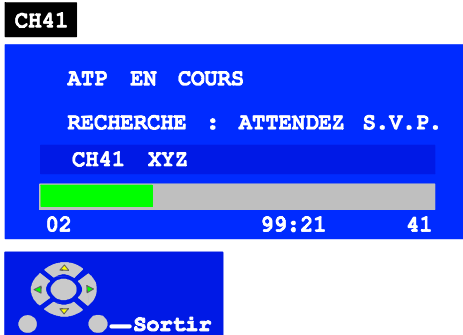 CH41
ATP EN COURS
RECHERCHE : ATTENDEZ S.V.P.
CH41 XYZ
02 99:21 41
Sortir